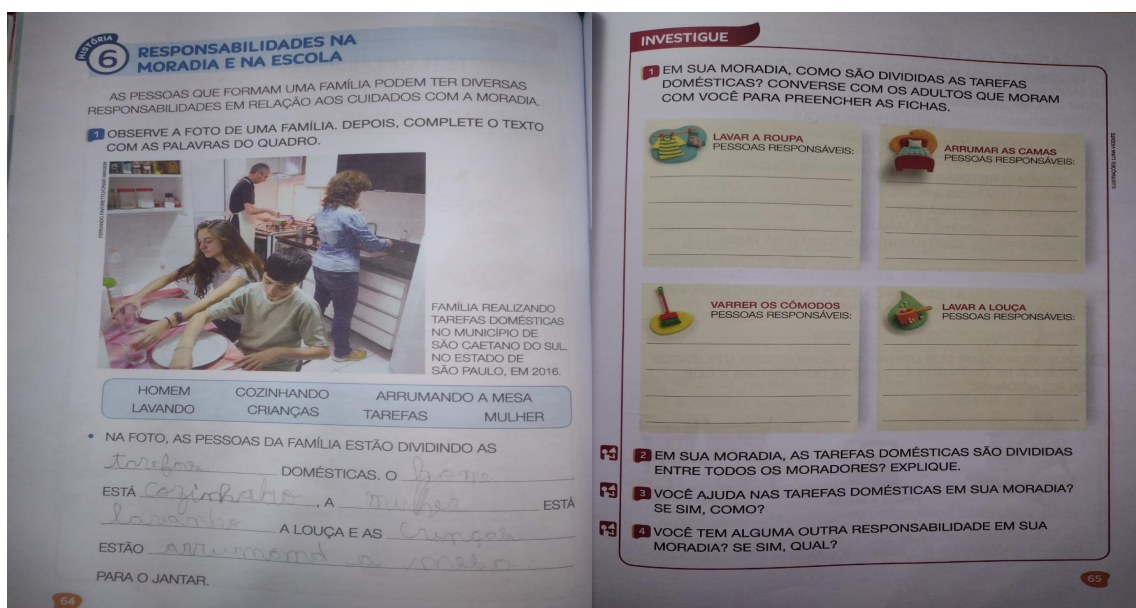 HISTÓRIA
6
RESPONSABILIDADES NA
MORADIA E NA ESCOLA
AS PESSOAS QUE FORMAM UMA FAMÍLIA PODEM TER DIVERSAS
RESPONSABILIDADES EM RELAÇÃO AOS CUIDADOS COM A MORADIA.
1 OBSERVE A FOTO DE UMA FAMÍLIA. DEPOIS, COMPLETE O TEXTO
COM AS PALAVRAS DO QUADRO.
FAMÍLIA REALIZANDO
TAREFAS DOMÉSTICAS
NO MUNICÍPIO DE
SÃO CAETANO DO SUL,
NO ESTADO DE
SÃO PAULO, EM 2016.
HOMEM COZINHANDO ARRUMANDO A MESA
LAVANDO CRIANÇAS TAREFAS MULHER
• NA FOTO, AS PESSOAS DA FAMÍLIA ESTÃO DIVIDINDO AS
tarefas DOMÉSTICAS. O
ESTÁ , A mulher ESTÁ
A LOUÇA E AS
ESTÃO
PARA O JANTAR.
64
INVESTIGUE
1 EM SUA MORADIA, COMO SÃO DIVIDIDAS AS TAREFAS
DOMÉSTICAS? CONVERSE COM OS ADULTOS QUE MORAM
COM VOCÊ PARA PREENCHER AS FICHAS.
LAVAR A ROUPA
PESSOAS RESPONSÁVEIS:
ARRUMAR AS CAMAS
PESSOAS RESPONSÁVEIS:
VARRER OS CÔMODOS
PESSOAS RESPONSÁVEIS:
LAVAR A LOUÇA
PESSOAS RESPONSÁVEIS:
2 EM SUA MORADIA, AS TAREFAS DOMÉSTICAS SÃO DIVIDIDAS
ENTRE TODOS OS MORADORES? EXPLIQUE.
3 VOCÊ AJUDA NAS TAREFAS DOMÉSTICAS EM SUA MORADIA?
SE SIM, COMO?
4 VOCÊ TEM ALGUMA OUTRA RESPONSABILIDADE EM SUA
MORADIA? SE SIM, QUAL?
65